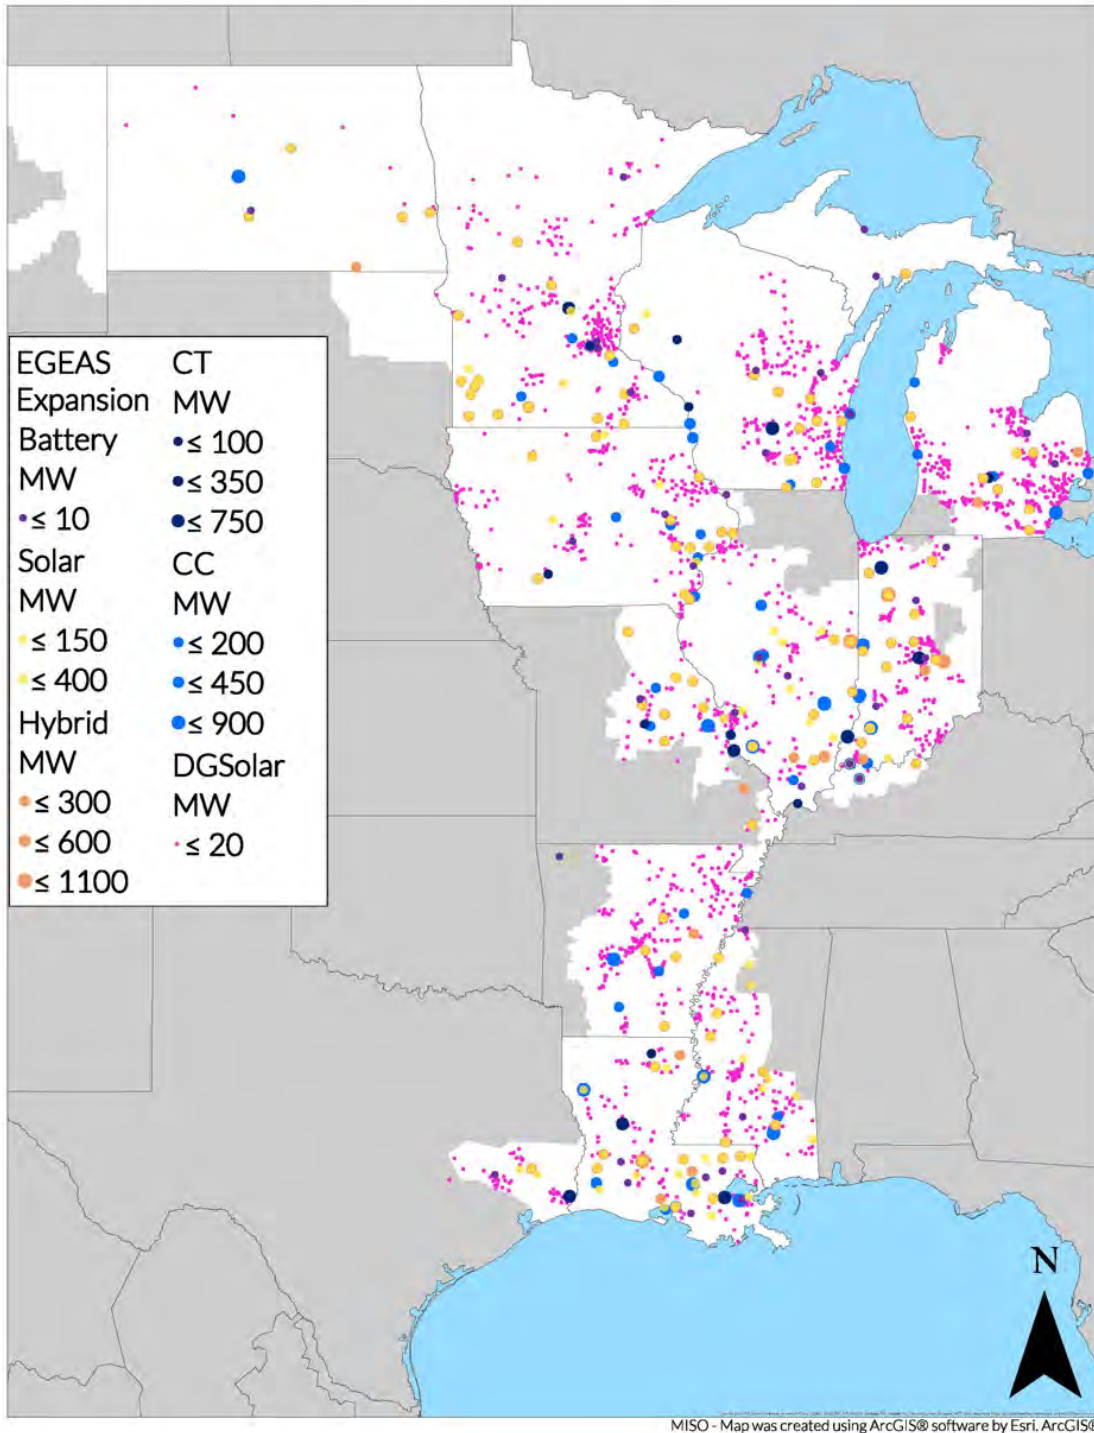 EGEAS
Expansion
Battery
MW
≤ 10
Solar
MW
≤ 150
≤ 400
Hybrid
MW
≤ 300
≤ 600
≤ 1100
CT
MW
≤ 100
≤ 350
≤ 750
CC
MW
≤ 200
≤ 450
≤ 900
DGSolar
MW
≤ 20
N
MISO - Map was created using ArcGIS® software by Esri. ArcGIS®